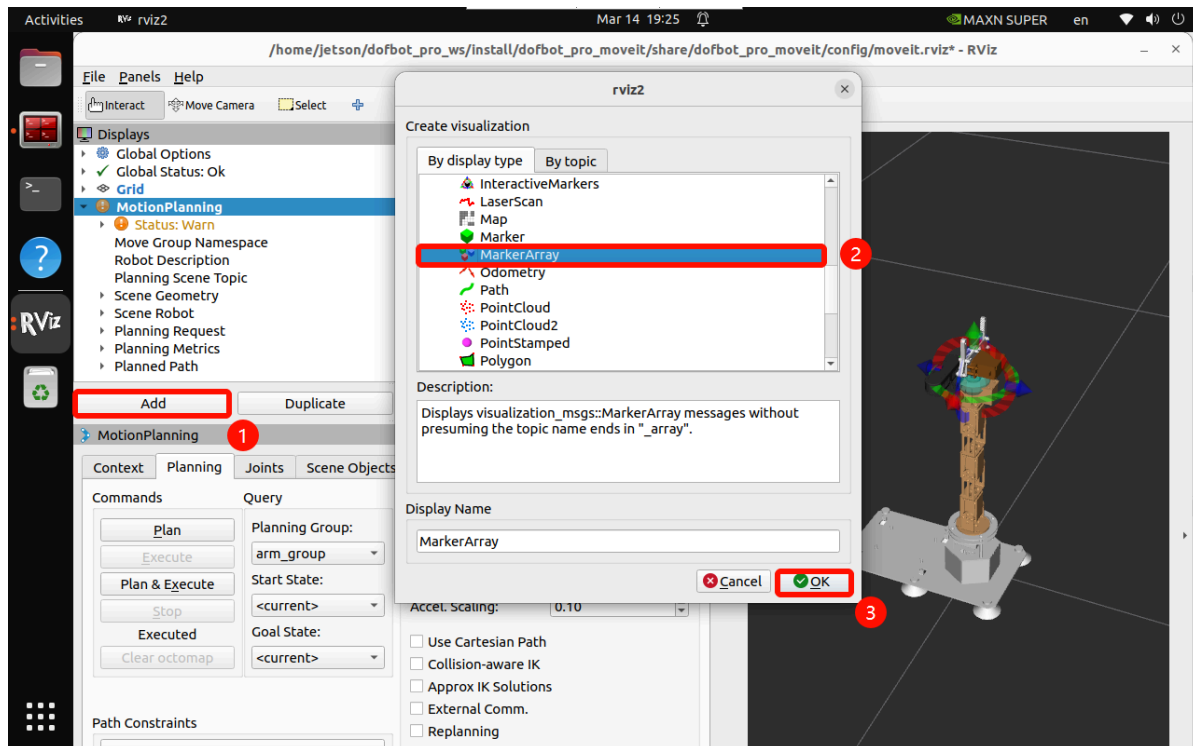 Activities rviz2 Mar 14 19:25 MAXN SUPER en
/home/jetson/dofbot_pro_ws/install/dofbot_pro_moveit/share/dofbot_pro_moveit/config/moveit.rviz* - RViz
File Panels Help
Interact Move Camera Select
Displays
Global Options
Global Status: Ok
Grid
MotionPlanning
Status: Warn
Move Group Namespace
Robot Description
Planning Scene Topic
Scene Geometry
Scene Robot
Planning Request
Planning Metrics
Planned Path
Add Duplicate
1
MotionPlanning
Context Planning Joints Scene Objects
Commands Query
Plan
Execute
Plan & Execute
Stop
Executed
Clear octomap
Planning Group:
arm_group
Start State:
<current>
Goal State:
<current>
Path Constraints
Accel. Scaling: 0.10
Use Cartesian Path
Collision-aware IK
Approx IK Solutions
External Comm.
Replanning
rviz2
Create visualization
By display type By topic
InteractiveMarkers
LaserScan
Map
Marker
MarkerArray
2
Odometry
Path
PointCloud
PointCloud2
PointStamped
Polygon
Description:
Displays visualization_msgs::MarkerArray messages without
presuming the topic name ends in "_array".
Display Name
MarkerArray
Cancel OK
3
RViz